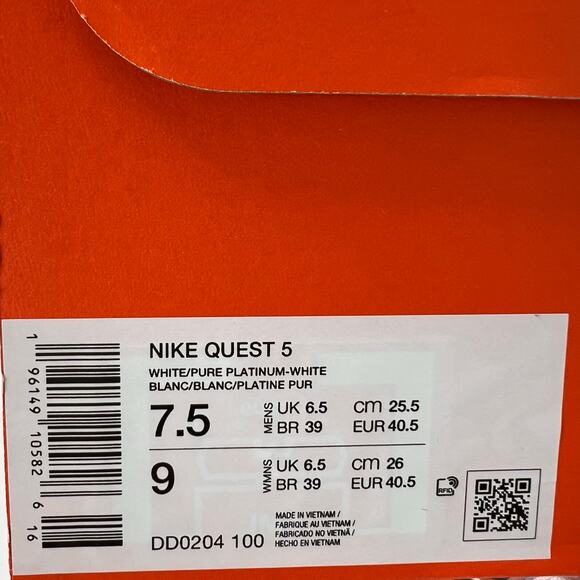 NIKE QUEST 5
WHITE/PURE PLATINUM-WHITE
BLANC/BLANC/PLATINE PUR
7.5 MENS UK 6.5 cm 25.5
BR 39 EUR 40.5
9 WMNS UK 6.5 cm 26
BR 39 EUR 40.5
MADE IN VIETNAM /
FABRIQUE AU VIETNAM /
FABRICADO NO VIETNÃ /
HECHO EN VIETNAM
DD0204 100
RFID
1 96149 10582 6 16